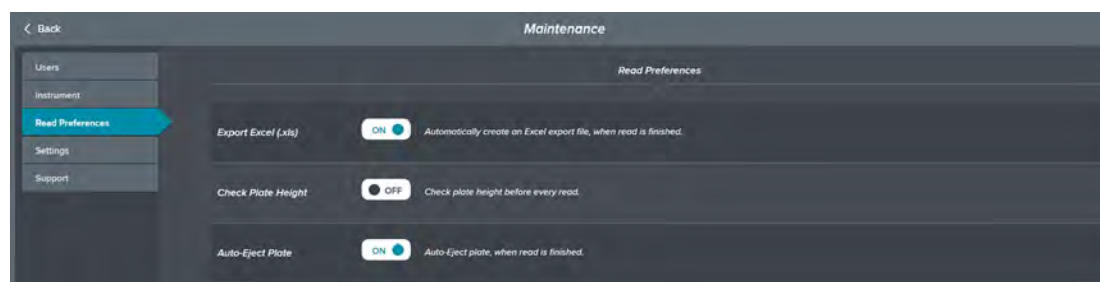 Back
Maintenance
Users
Instrument
Read Preferences
Settings
Support
Read Preferences
Export Excel (.xls)
ON
Automatically create an Excel export file, when read is finished.
Check Plate Height
OFF
Check plate height before every read.
Auto-Eject Plate
ON
Auto-Eject plate, when read is finished.